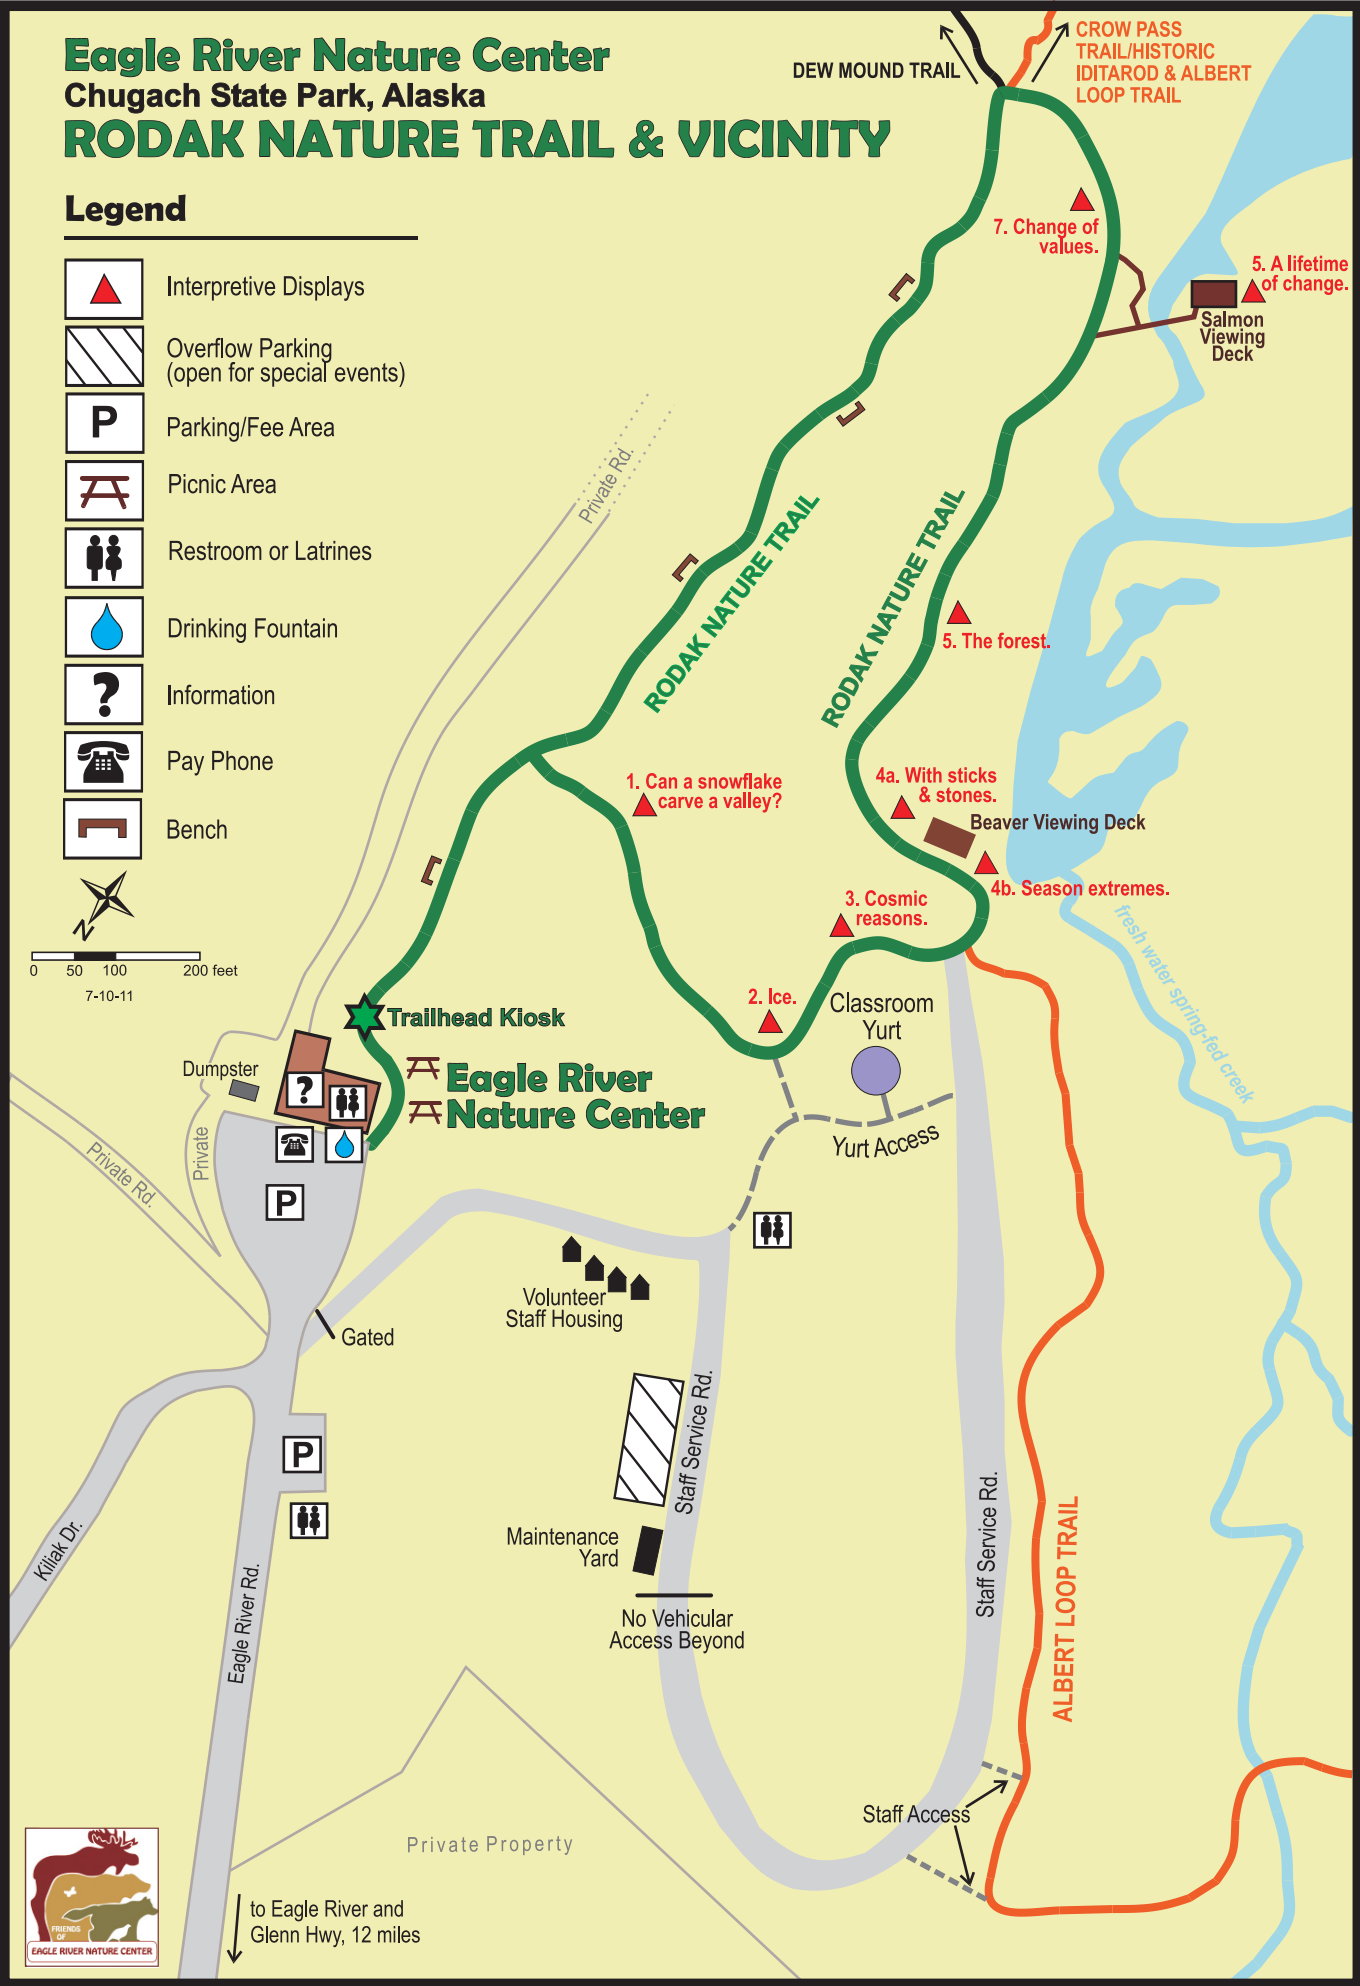 Eagle River Nature Center
Chugach State Park, Alaska
RODAK NATURE TRAIL & VICINITY
DEW MOUND TRAIL
CROW PASS
TRAIL/HISTORIC
IDITAROD & ALBERT
LOOP TRAIL
Legend
Interpretive Displays
Overflow Parking
(open for special events)
P
Parking/Fee Area
Picnic Area
Restroom or Latrines
Drinking Fountain
?
Information
Pay Phone
Bench
N
0 50 100 200 feet
7-10-11
7. Change of
values.
5. A lifetime
of change.
Salmon
Viewing
Deck
Private Rd.
RODAK NATURE TRAIL
RODAK NATURE TRAIL
5. The forest.
1. Can a snowflake
carve a valley?
4a. With sticks
& stones.
Beaver Viewing Deck
4b. Season extremes.
3. Cosmic
reasons.
fresh water spring-fed creek
2. Ice.
Classroom
Yurt
Trailhead Kiosk
Dumpster
?
Eagle River
Nature Center
Yurt Access
Private Rd.
Private
P
Volunteer
Staff Housing
Gated
Staff Service Rd.
P
Kiliak Dr.
Eagle River Rd.
Maintenance
Yard
No Vehicular
Access Beyond
Staff Service Rd.
ALBERT LOOP TRAIL
Staff Access
Private Property
to Eagle River and
Glenn Hwy, 12 miles
FRIENDS
OF
EAGLE RIVER NATURE CENTER